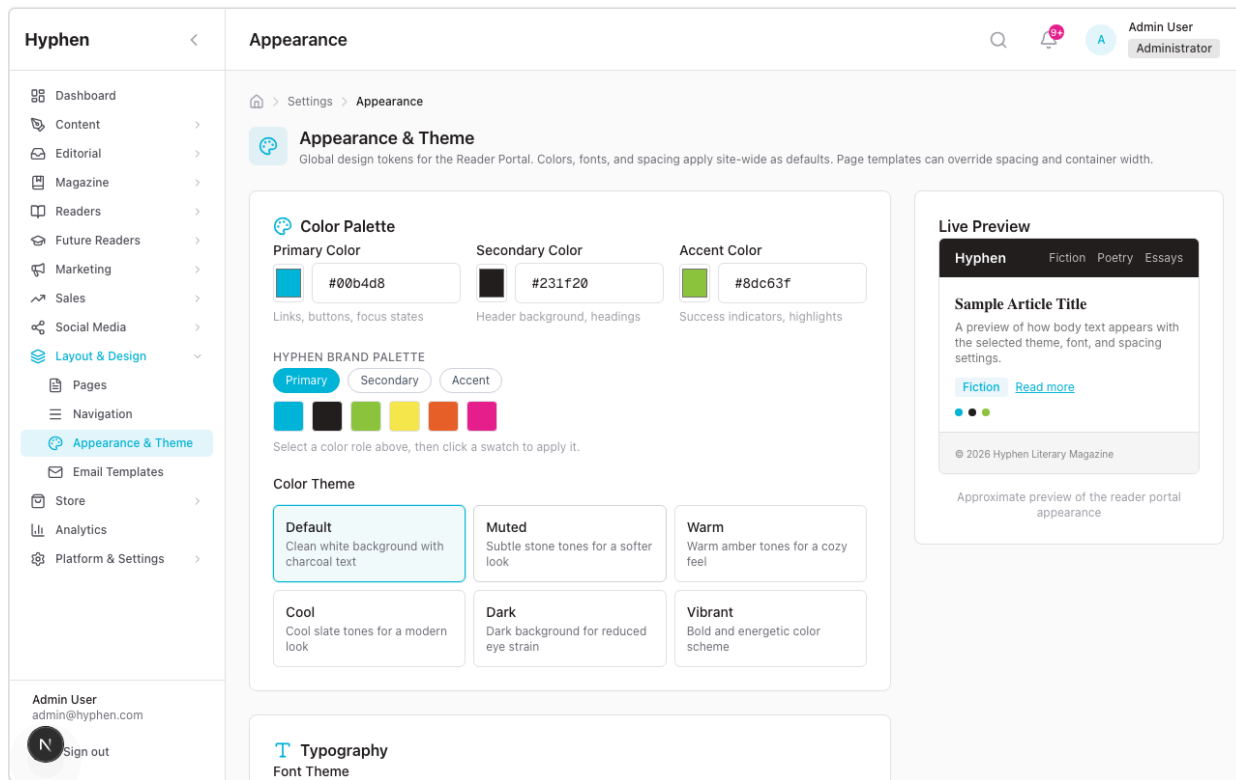 Hyphen
Appearance
9+
A
Admin User
Administrator
Dashboard
Content
Editorial
Magazine
Readers
Future Readers
Marketing
Sales
Social Media
Layout & Design
Pages
Navigation
Appearance & Theme
Email Templates
Store
Analytics
Platform & Settings
Admin User
admin@hyphen.com
N
Sign out
Settings
Appearance
Appearance & Theme
Global design tokens for the Reader Portal. Colors, fonts, and spacing apply site-wide as defaults. Page templates can override spacing and container width.
Color Palette
Primary Color
#00b4d8
Links, buttons, focus states
Secondary Color
#231f20
Header background, headings
Accent Color
#8dc63f
Success indicators, highlights
HYPHEN BRAND PALETTE
Primary
Secondary
Accent
Select a color role above, then click a swatch to apply it.
Color Theme
Default
Clean white background with
charcoal text
Muted
Subtle stone tones for a softer
look
Warm
Warm amber tones for a cozy
feel
Cool
Cool slate tones for a modern
look
Dark
Dark background for reduced
eye strain
Vibrant
Bold and energetic color
scheme
Typography
Font Theme
Live Preview
Hyphen
Fiction
Poetry
Essays
Sample Article Title
A preview of how body text appears with
the selected theme, font, and spacing
settings.
Fiction
Read more
© 2026 Hyphen Literary Magazine
Approximate preview of the reader portal
appearance